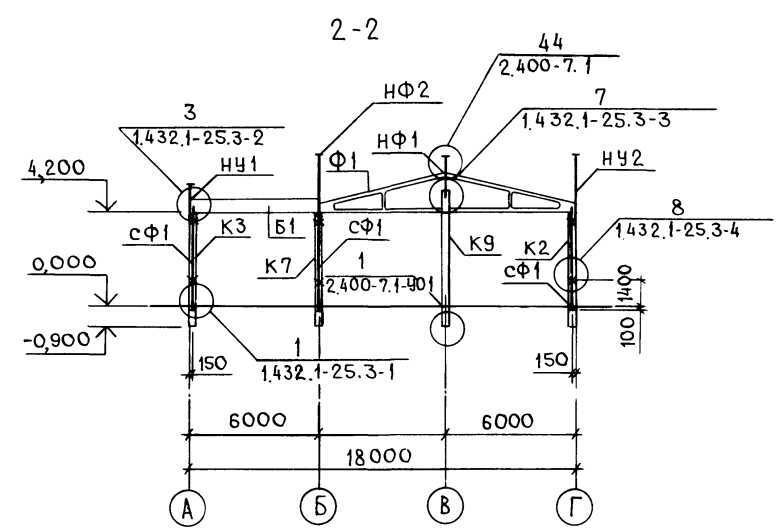 2-2
44
2.400-7.1
НФ2
7
1.432.1-25.3-3
3
1.432.1-25.3-2
НФ1
Ф1
НУ1
НУ2
4,200
8
1.432.1-25.3-4
СФ1
К3
Б1
СФ1
К9
К2
0,000
К7
1
2.400-7.1-У01
СФ1
1400
-0,900
1
1.432.1-25.3-1
100
150
150
6000
6000
18000
А
Б
В
Г